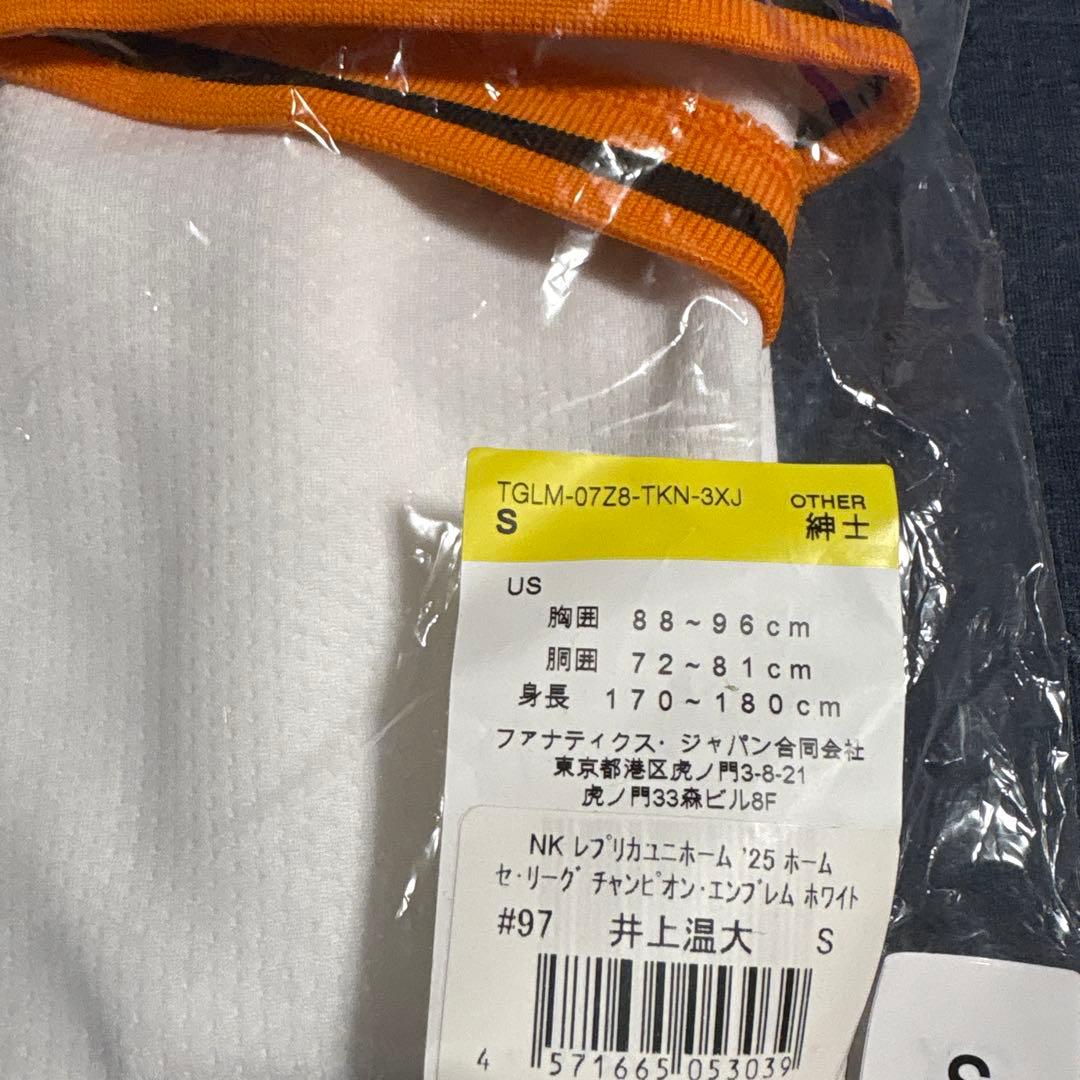 TGLM-07Z8-TKN-3XJ OTHER
S 紳士
US
胸囲 88~96cm
胴囲 72~81cm
身長 170~180cm
ファナティクス・ジャパン合同会社
東京都港区虎ノ門3-8-21
虎ノ門33森ビル8F
NK レプリカユニホーム '25 ホーム
セ・リーグ チャンピオン・エンブレム ホワイト
#97 井上温大 S
4 571665 053039
S